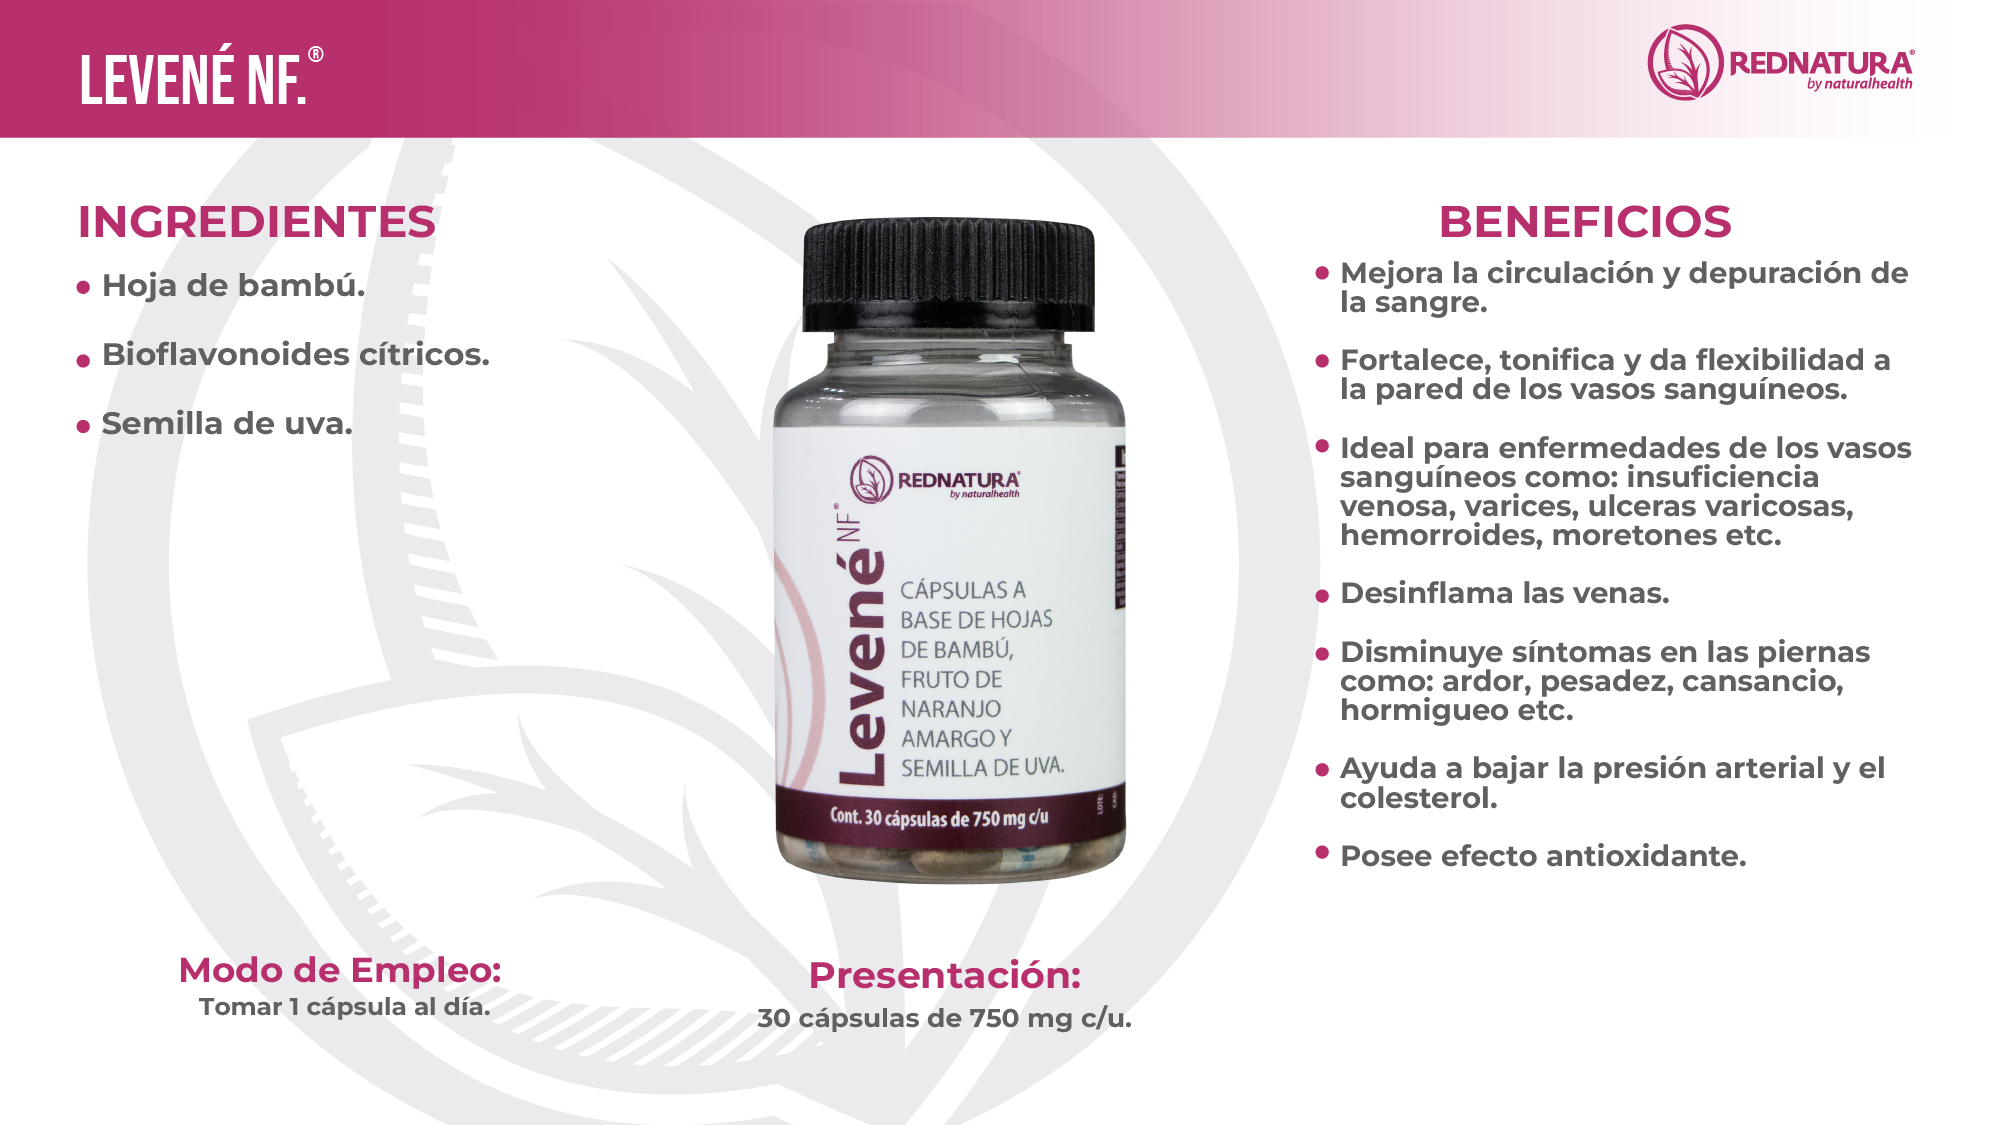 LEVENÉ NF.®
REDNATURA®
by naturalhealth
INGREDIENTES
• Hoja de bambú.
• Bioflavonoides cítricos.
• Semilla de uva.
REDNATURA®
by naturalhealth
Levené NF®
CÁPSULAS A
BASE DE HOJAS
DE BAMBÚ,
FRUTO DE
NARANJO
AMARGO Y
SEMILLA DE UVA.
Cont. 30 cápsulas de 750 mg c/u
LOTE:
CAD:
BENEFICIOS
• Mejora la circulación y depuración de
la sangre.
• Fortalece, tonifica y da flexibilidad a
la pared de los vasos sanguíneos.
• Ideal para enfermedades de los vasos
sanguíneos como: insuficiencia
venosa, varices, ulceras varicosas,
hemorroides, moretones etc.
• Desinflama las venas.
• Disminuye síntomas en las piernas
como: ardor, pesadez, cansancio,
hormigueo etc.
• Ayuda a bajar la presión arterial y el
colesterol.
• Posee efecto antioxidante.
Modo de Empleo:
Tomar 1 cápsula al día.
Presentación:
30 cápsulas de 750 mg c/u.